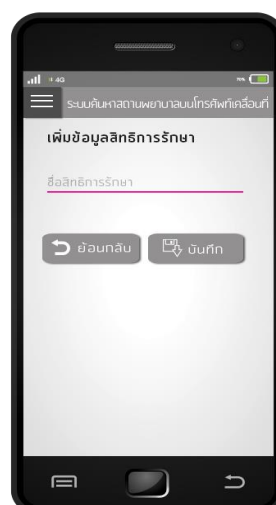 4G
ระบบค้นหาสถานพยาบาลบนโทรศัพท์เคลื่อนที่
เพิ่มข้อมูลสิทธิการรักษา
ชื่อสิทธิการรักษา
ย้อนกลับ
บันทึก